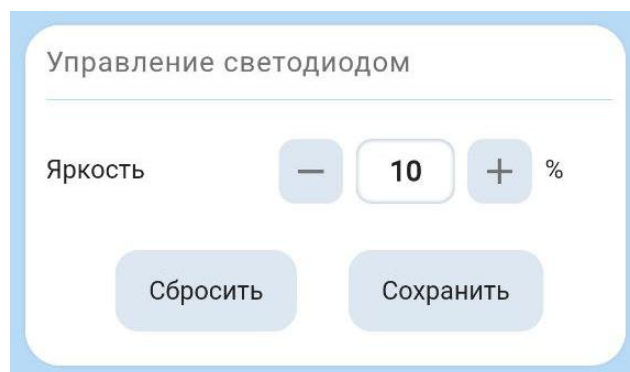 Управление светодиодом
Яркость − 10 + %
Сбросить Сохранить